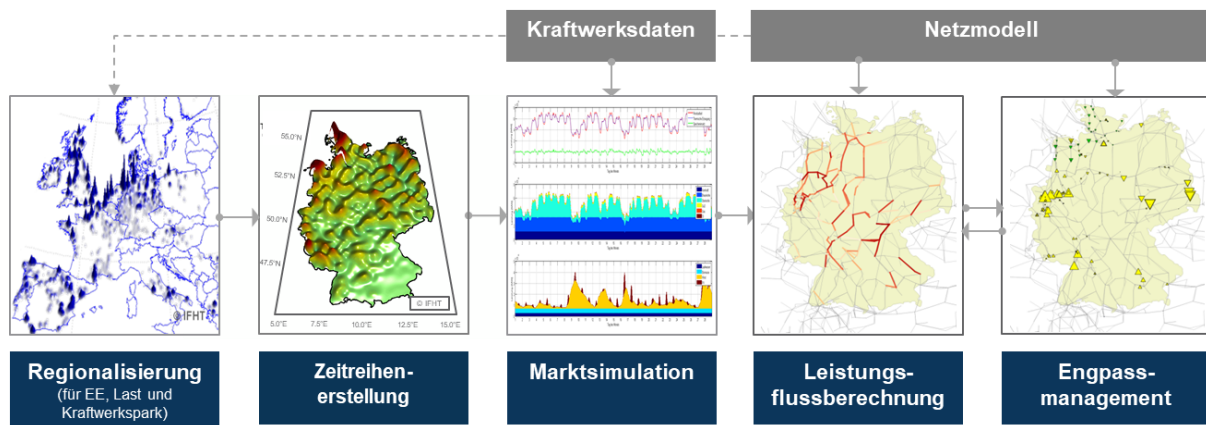 Kraftwerksdaten
Netzmodell
© IFHT
55.0°N
52.5°N
50.0°N
47.5°N
© IFHT
5.0°E 7.5°E 10.0°E 12.5°E 15.0°E
Regionalisierung
(für EE, Last und
Kraftwerkspark)
Zeitreihen-
erstellung
Marktsimulation
Leistungs-
flussberechnung
Engpass-
management